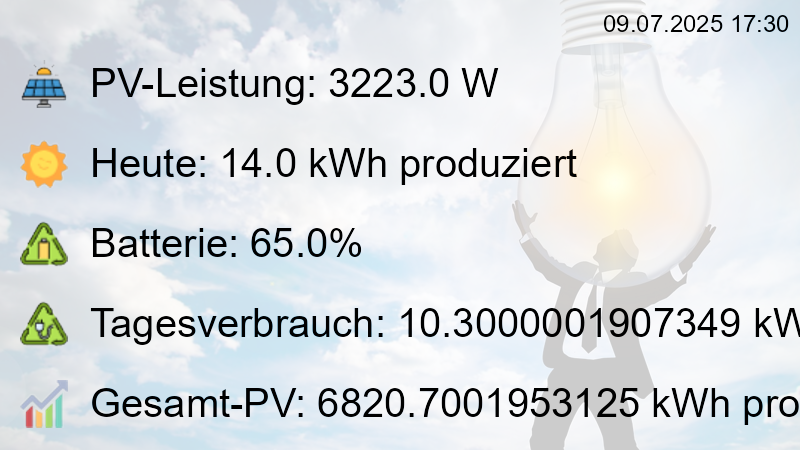 09.07.2025 17:30
PV-Leistung: 3223.0 W
Heute: 14.0 kWh produziert
Batterie: 65.0%
Tagesverbrauch: 10.3000001907349 kW
Gesamt-PV: 6820.7001953125 kWh pro